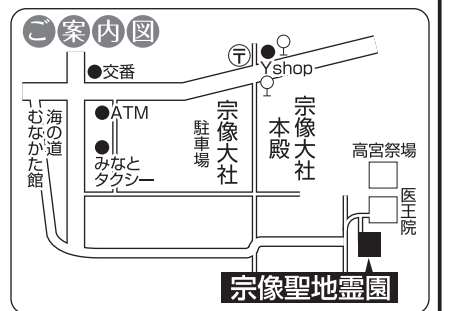 ご案内図
〒
Yshop
交番
ATM
みなと
タクシー
海の道
むなかた館
宗像大社
駐車場
宗像大社
本殿
高宮祭場
医王院
宗像聖地霊園